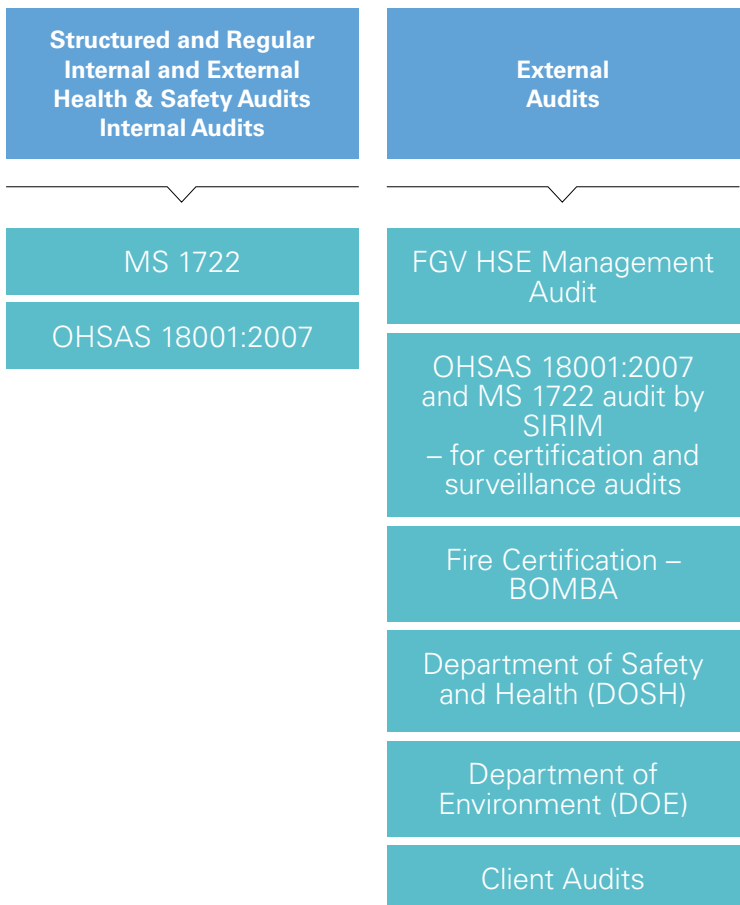 Structured and Regular
Internal and External
Health & Safety Audits
Internal Audits
MS 1722
OHSAS 18001:2007
External
Audits
FGV HSE Management
Audit
OHSAS 18001:2007
and MS 1722 audit by
SIRIM
– for certification and
surveillance audits
Fire Certification –
BOMBA
Department of Safety
and Health (DOSH)
Department of
Environment (DOE)
Client Audits